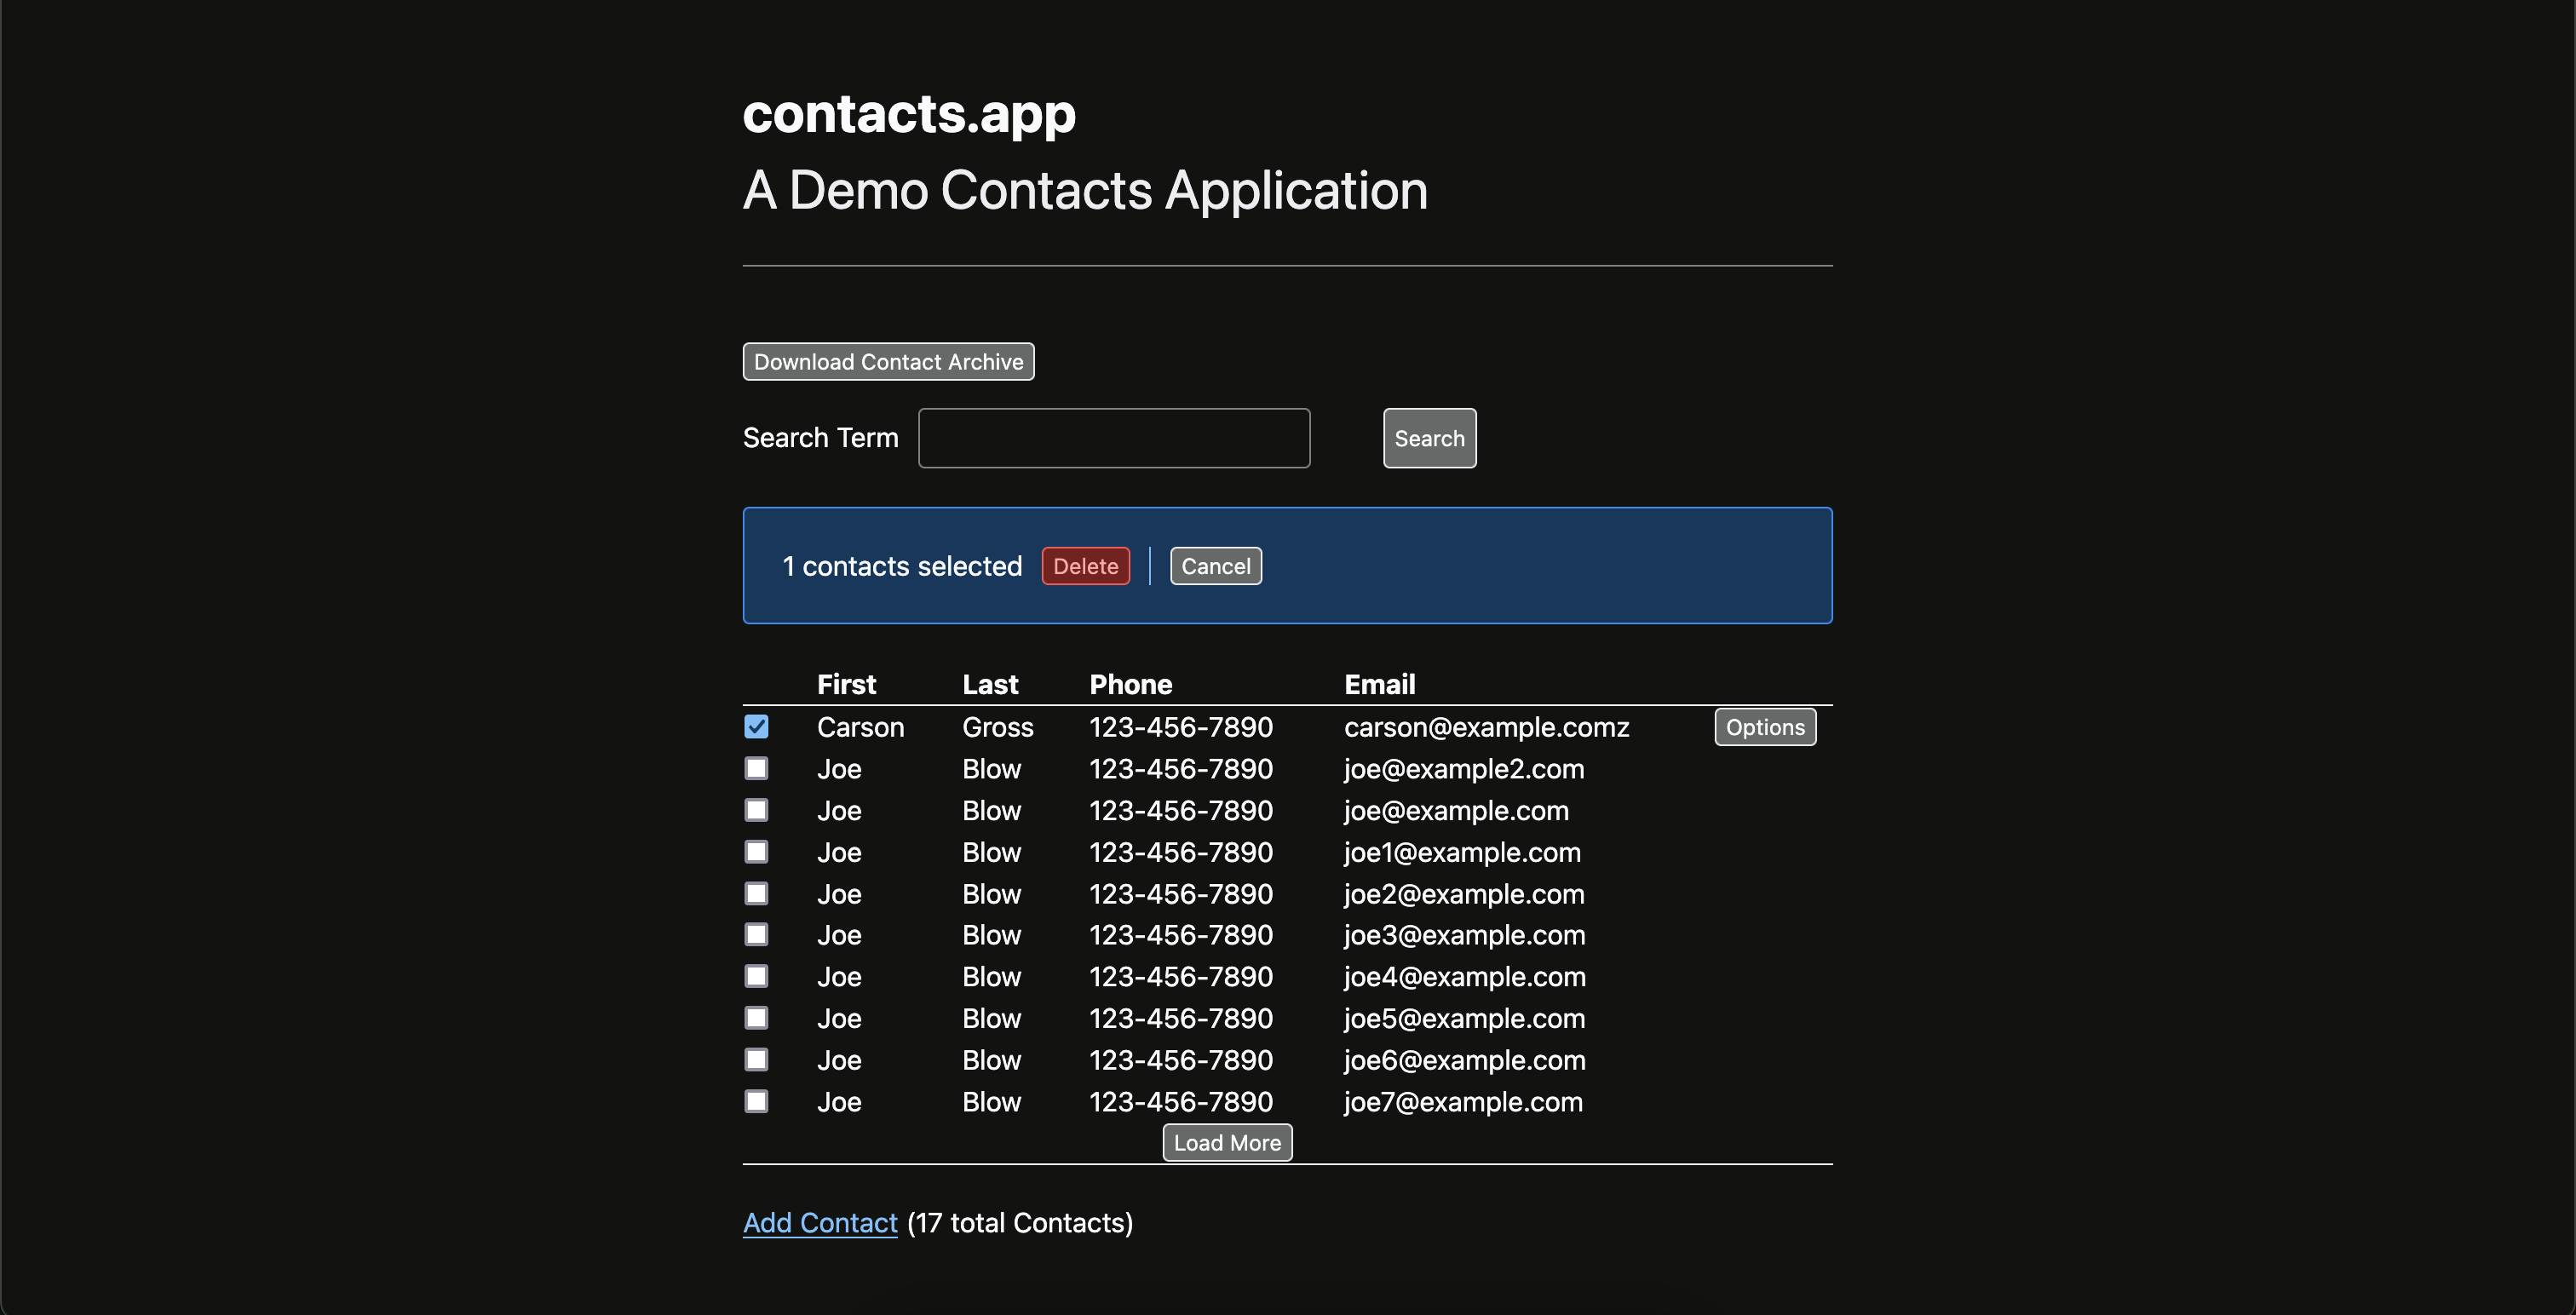 contacts.app
A Demo Contacts Application
Download Contact Archive
Search Term Search
1 contacts selected Delete Cancel
First Last Phone Email
Carson Gross 123-456-7890 carson@example.comz Options
Joe Blow 123-456-7890 joe@example2.com
Joe Blow 123-456-7890 joe@example.com
Joe Blow 123-456-7890 joe1@example.com
Joe Blow 123-456-7890 joe2@example.com
Joe Blow 123-456-7890 joe3@example.com
Joe Blow 123-456-7890 joe4@example.com
Joe Blow 123-456-7890 joe5@example.com
Joe Blow 123-456-7890 joe6@example.com
Joe Blow 123-456-7890 joe7@example.com
Load More
Add Contact (17 total Contacts)